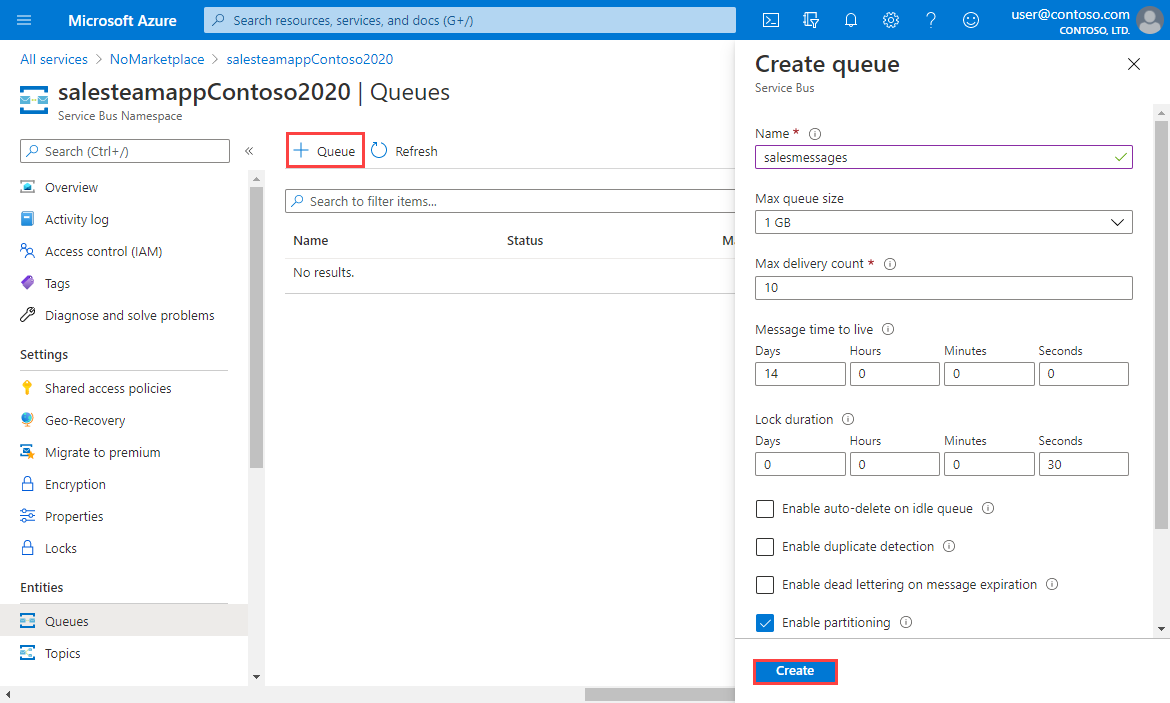 Microsoft Azure
Search resources, services, and docs (G+/)
user@contoso.com
CONTOSO, LTD.
All services > NoMarketplace > salesteamappContoso2020
salesteamappContoso2020 | Queues
Service Bus Namespace
Search (Ctrl+/)
Overview
Activity log
Access control (IAM)
Tags
Diagnose and solve problems
Settings
Shared access policies
Geo-Recovery
Migrate to premium
Encryption
Properties
Locks
Entities
Queues
Topics
Queue
Refresh
Search to filter items...
Name Status Ma
No results.
Create queue
Service Bus
Name *
salesmessages
Max queue size
1 GB
Max delivery count *
10
Message time to live
Days Hours Minutes Seconds
14 0 0 0
Lock duration
Days Hours Minutes Seconds
0 0 0 30
Enable auto-delete on idle queue
Enable duplicate detection
Enable dead lettering on message expiration
Enable partitioning
Create